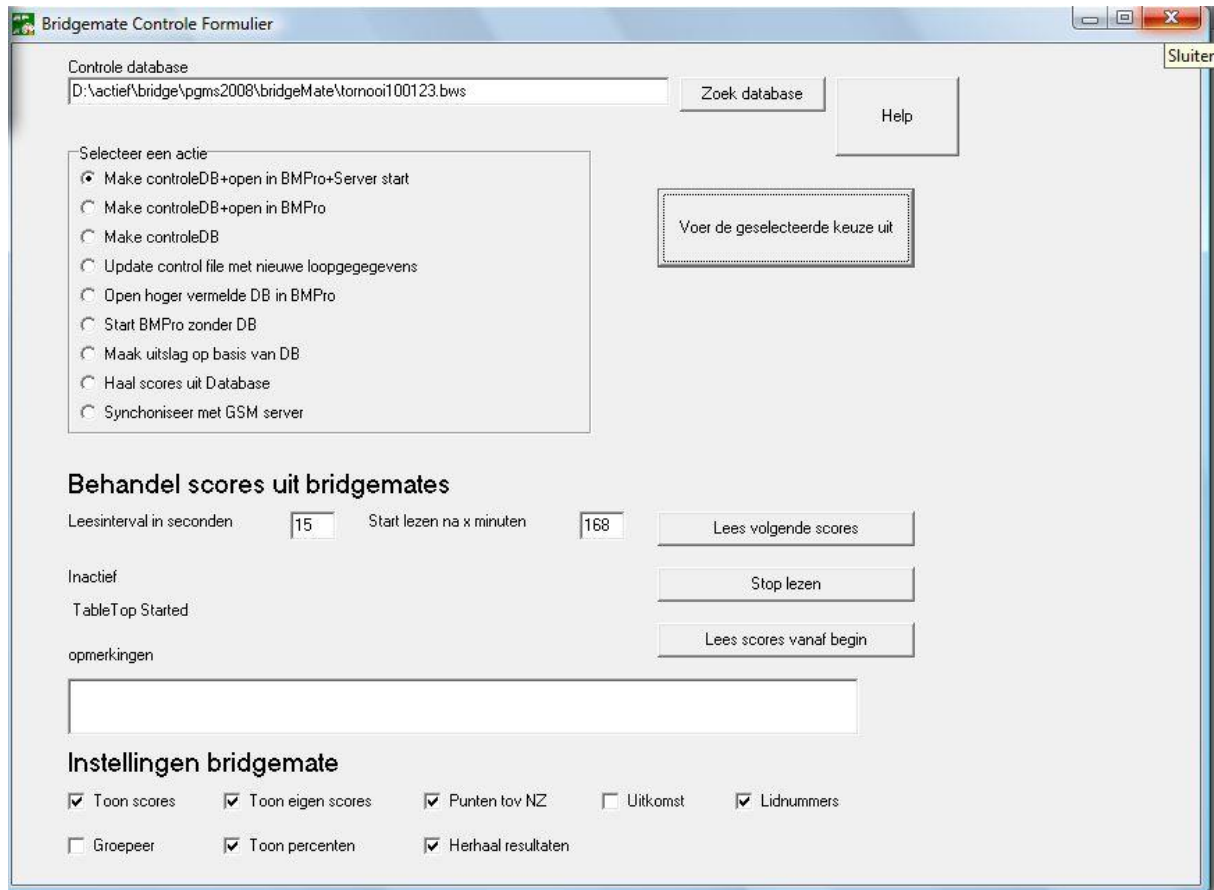 Bridgemate Controle Formulier
Sluiter
Controle database
D:\actief\bridge\pgms2008\bridgeMate\tornooi100123.bws
Zoek database
Help
Selecteer een actie
Make controleDB+open in BMPro+Server start
Make controleDB+open in BMPro
Make controleDB
Update control file met nieuwe loopgegegevens
Open hoger vermelde DB in BMPro
Start BMPro zonder DB
Maak uitslag op basis van DB
Haal scores uit Database
Synchoniseer met GSM server
Voer de geselecteerde keuze uit
Behandel scores uit bridgemates
Leesinterval in seconden 15 Start lezen na x minuten 168 Lees volgende scores
Inactief
Stop lezen
TableTop Started
Lees scores vanaf begin
opmerkingen
Instellingen bridgemate
Toon scores Toon eigen scores Punten tov NZ Uitkomst Lidnummers
Groepeer Toon percenten Herhaal resultaten